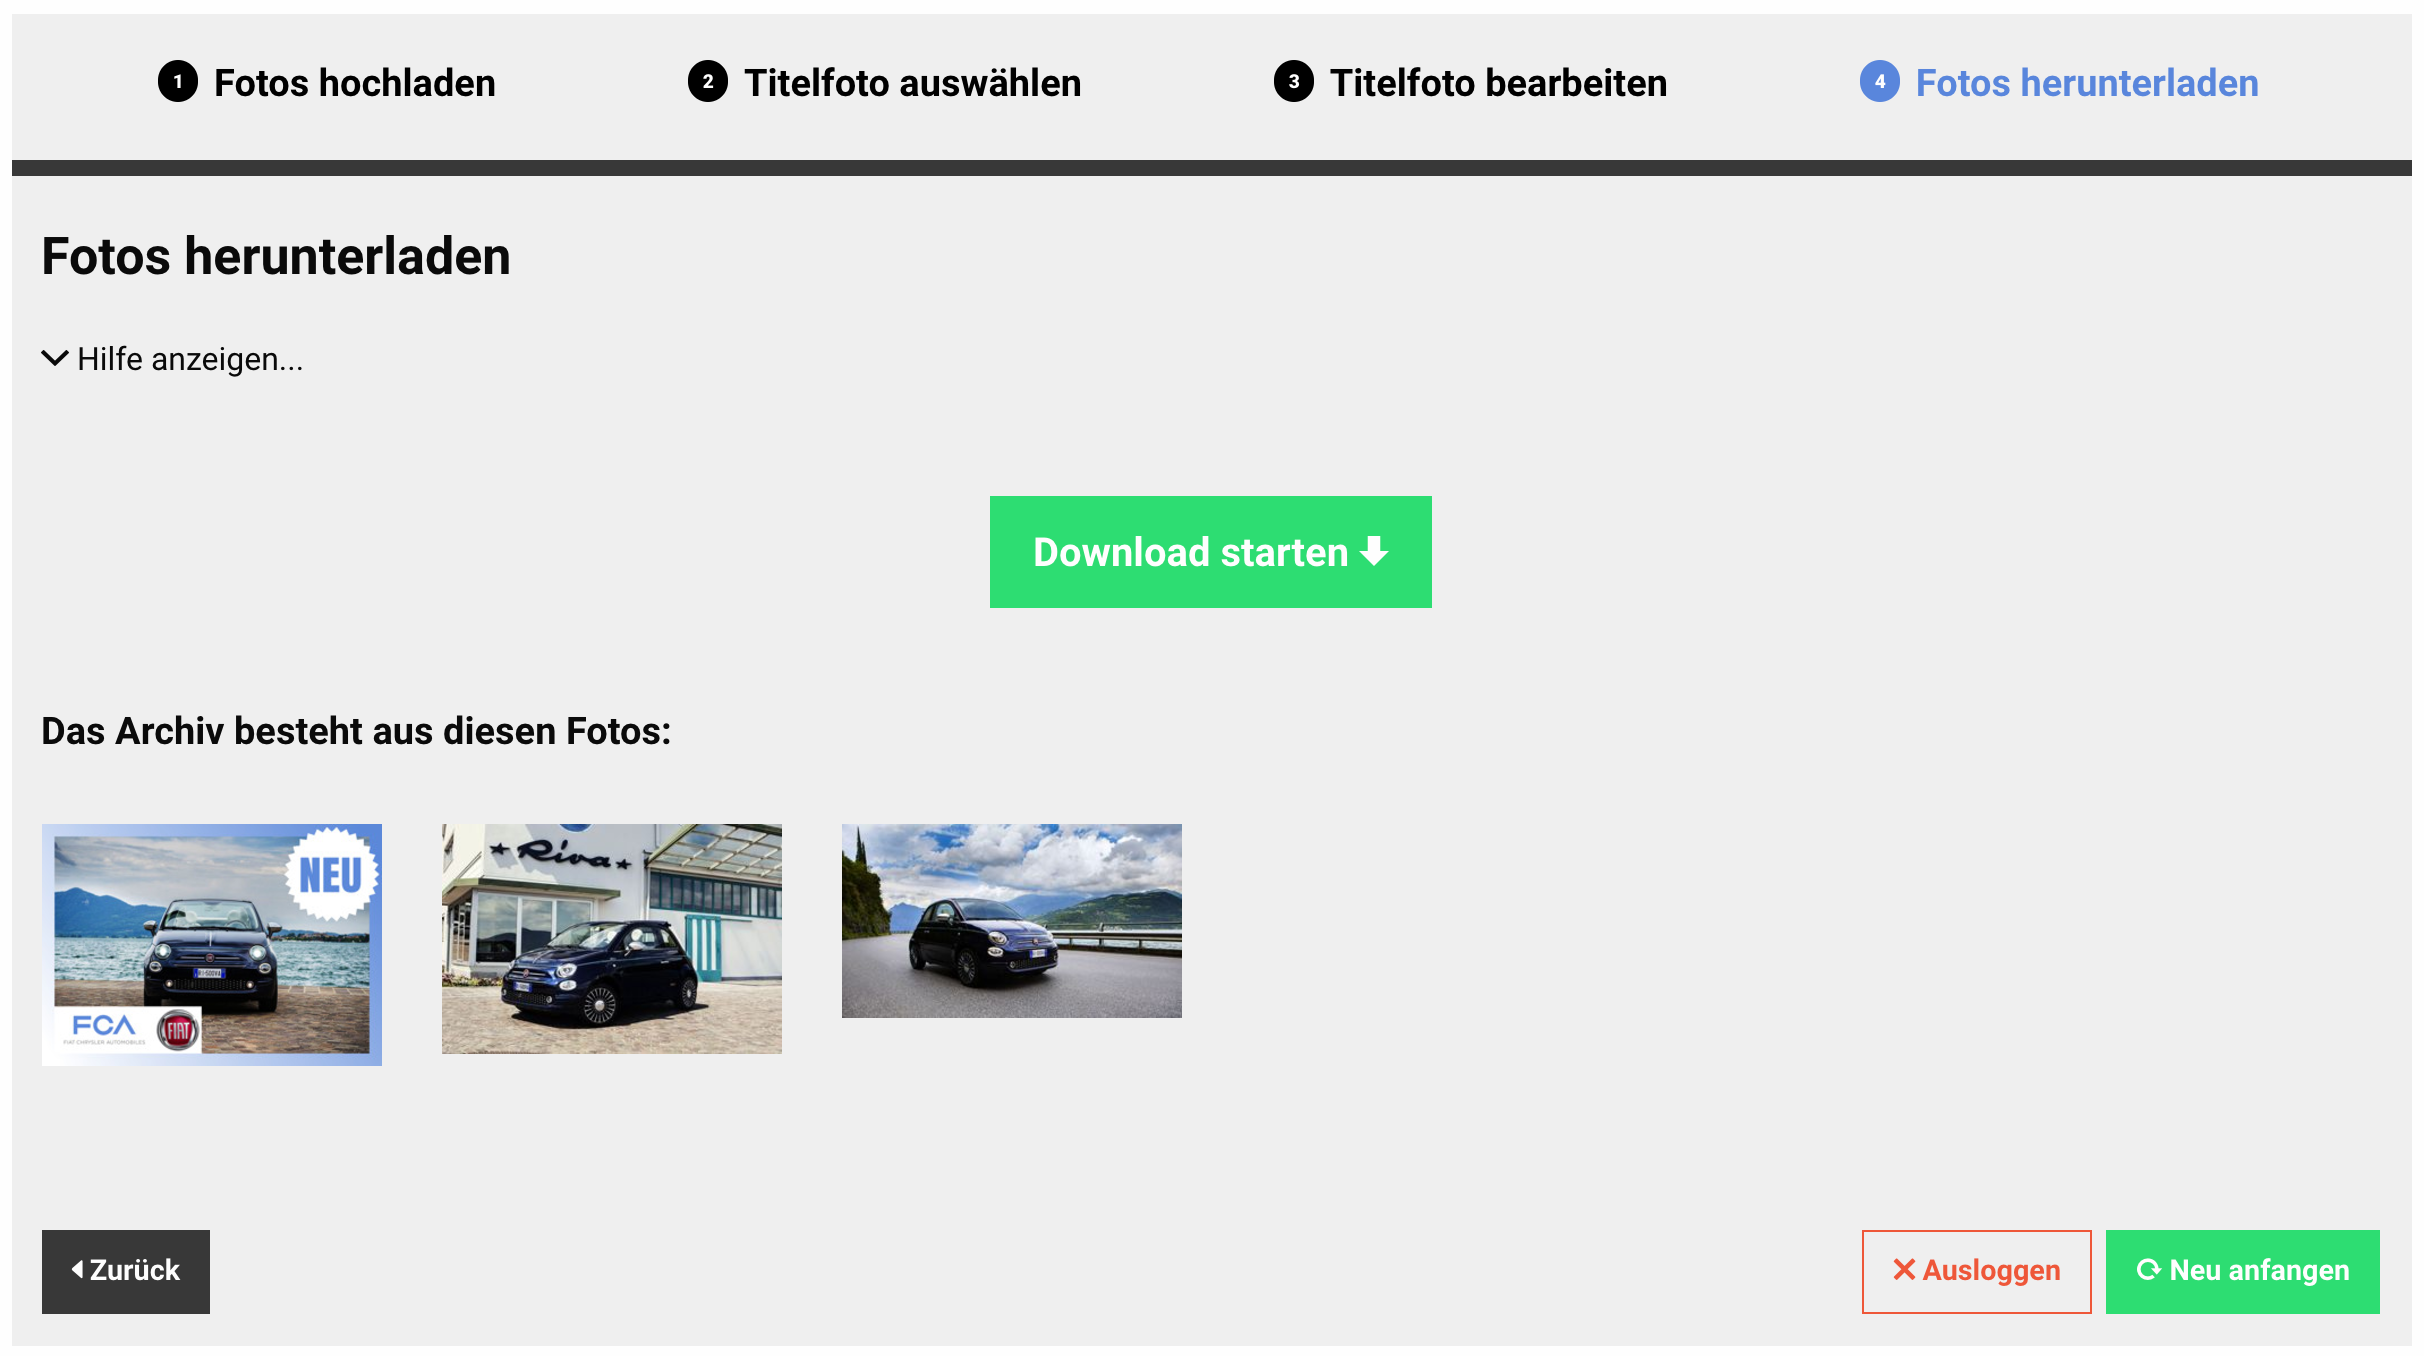 1 Fotos hochladen
2 Titelfoto auswählen
3 Titelfoto bearbeiten
4 Fotos herunterladen
Fotos herunterladen
Hilfe anzeigen...
Download starten
Das Archiv besteht aus diesen Fotos:
NEU
FCA
FIAT CHRYSLER AUTOMOBILES
FIAT
Riva
Zurück
Ausloggen
Neu anfangen